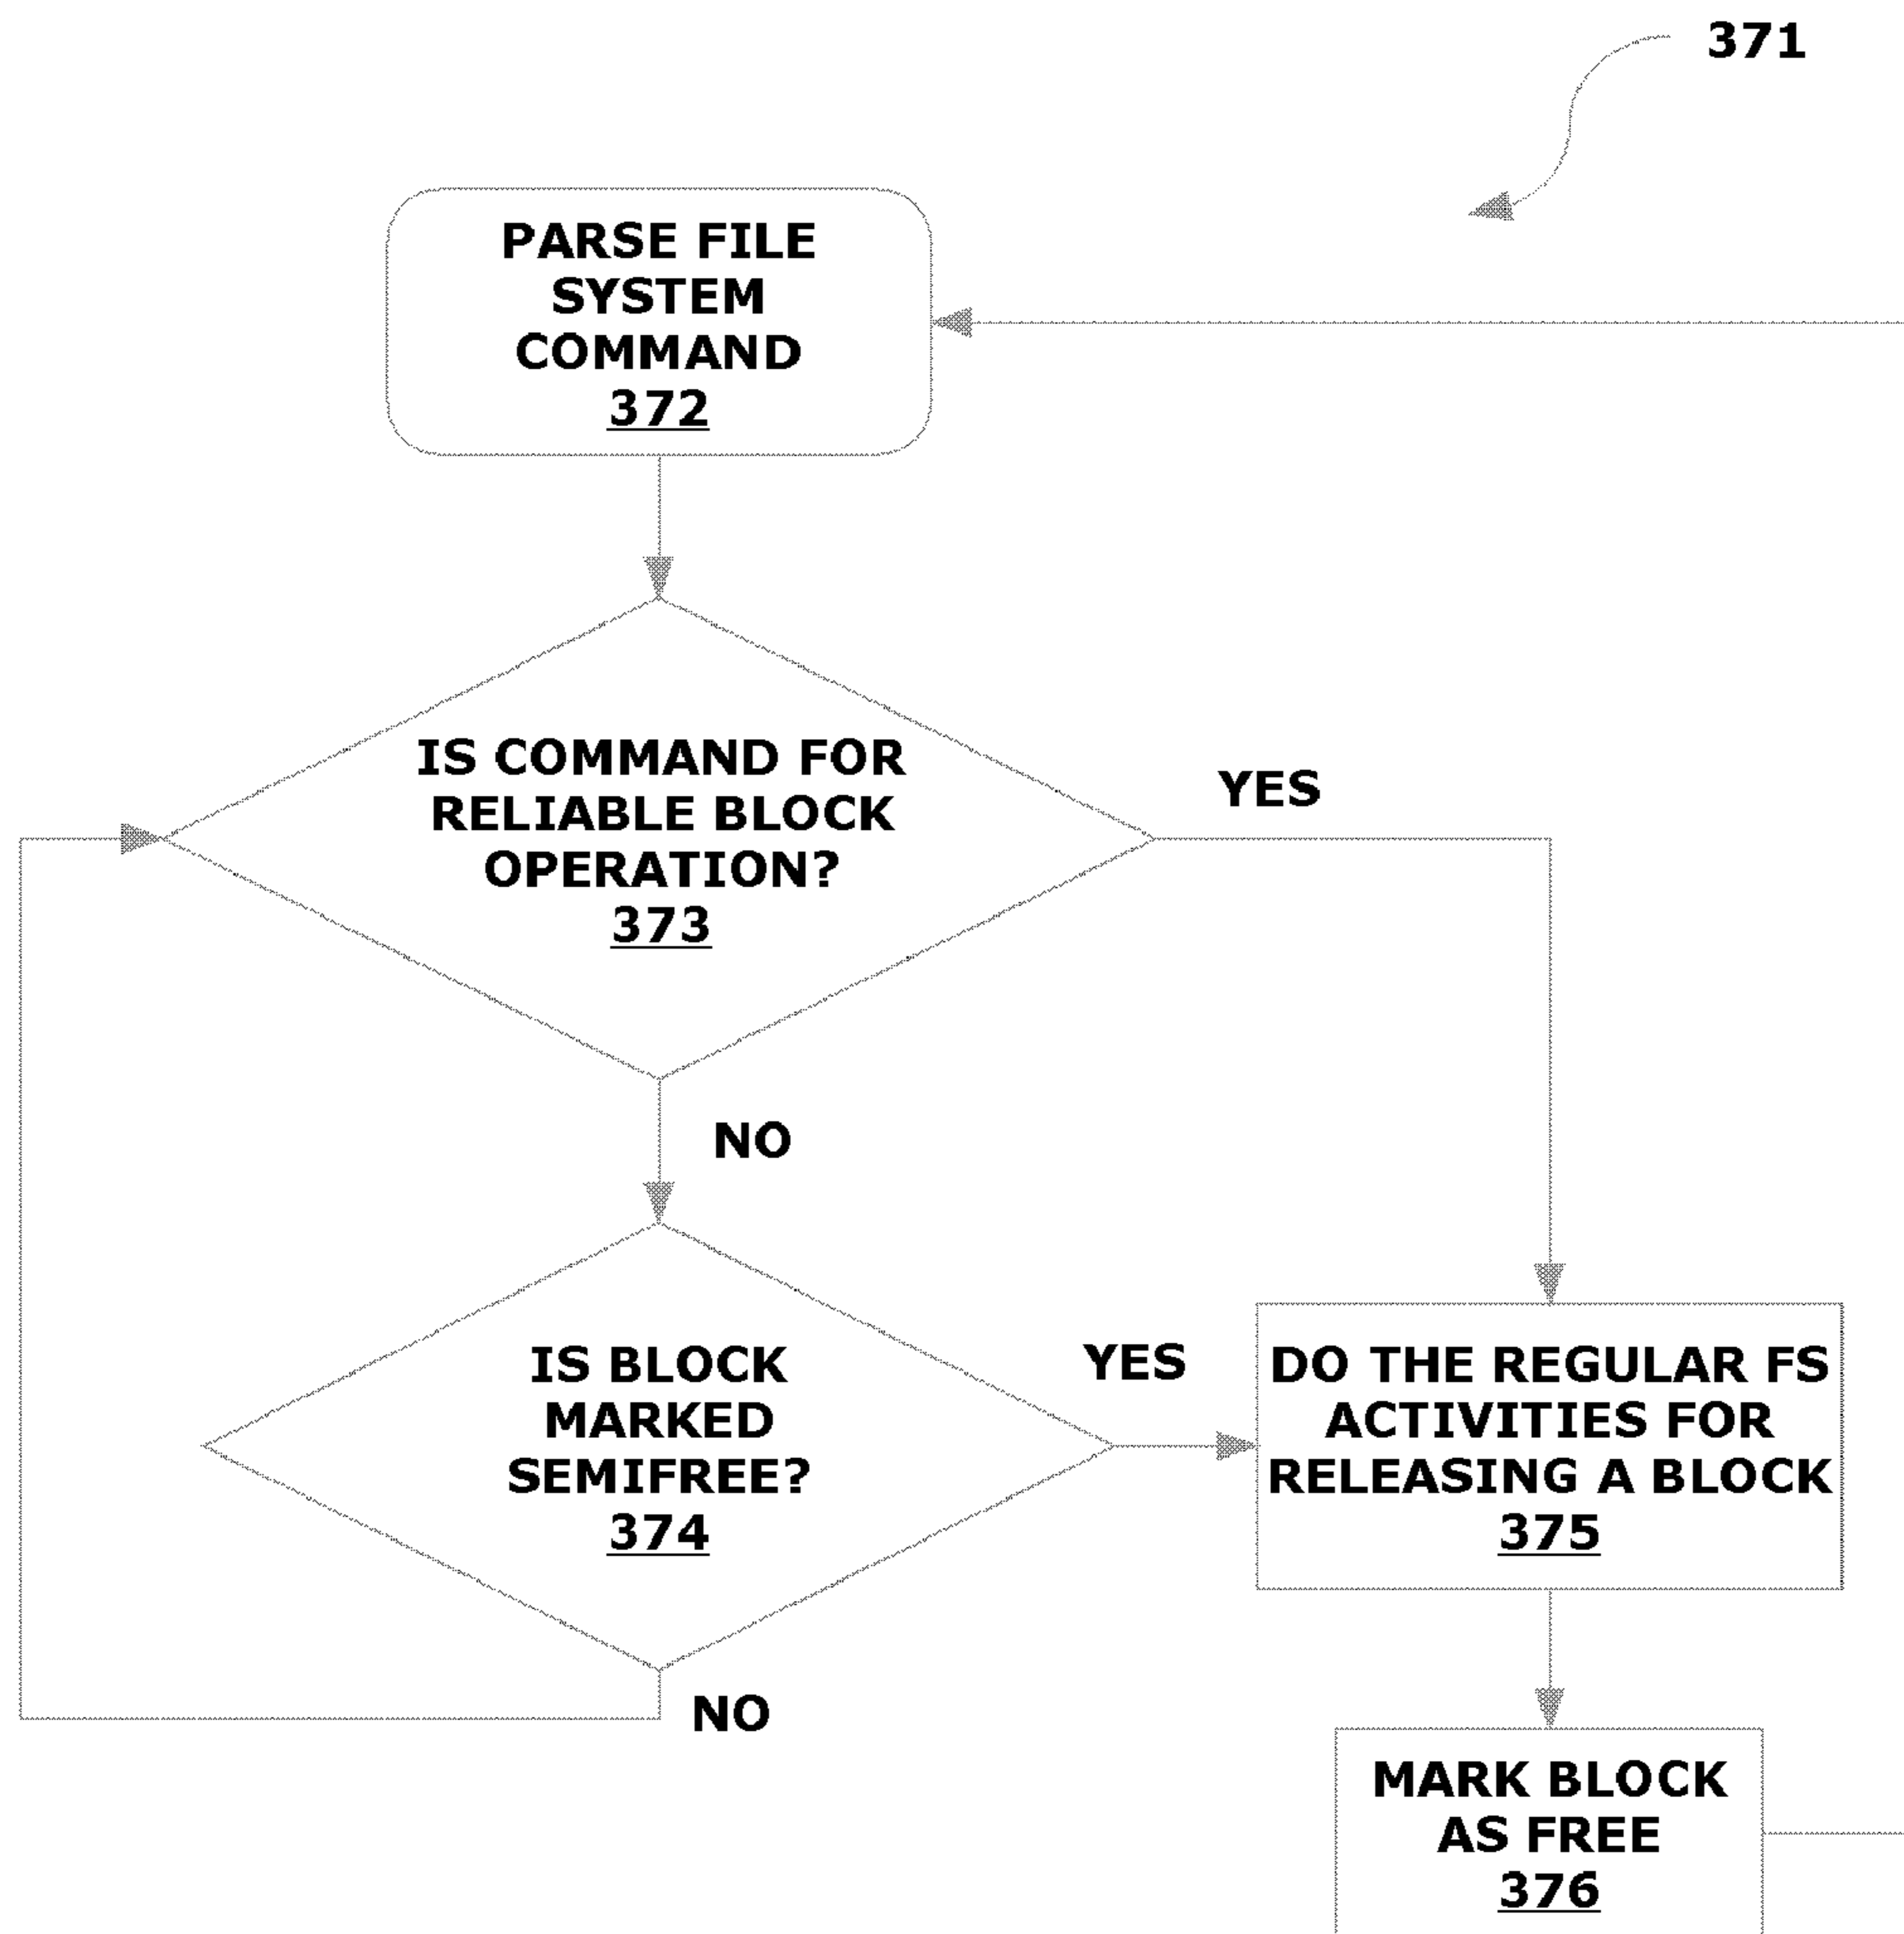 371
PARSE FILE
SYSTEM
COMMAND
372
IS COMMAND FOR
RELIABLE BLOCK
OPERATION?
373
YES
NO
IS BLOCK
MARKED
SEMIFREE?
374
YES
NO
DO THE REGULAR FS
ACTIVITIES FOR
RELEASING A BLOCK
375
MARK BLOCK
AS FREE
376